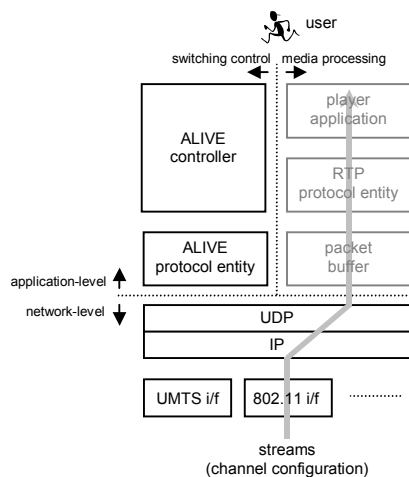 user
switching control
media processing
ALIVE
controller
player
application
RTP
protocol entity
ALIVE
protocol entity
packet
buffer
application-level
network-level
UDP
IP
UMTS i/f
802.11 i/f
streams
(channel configuration)